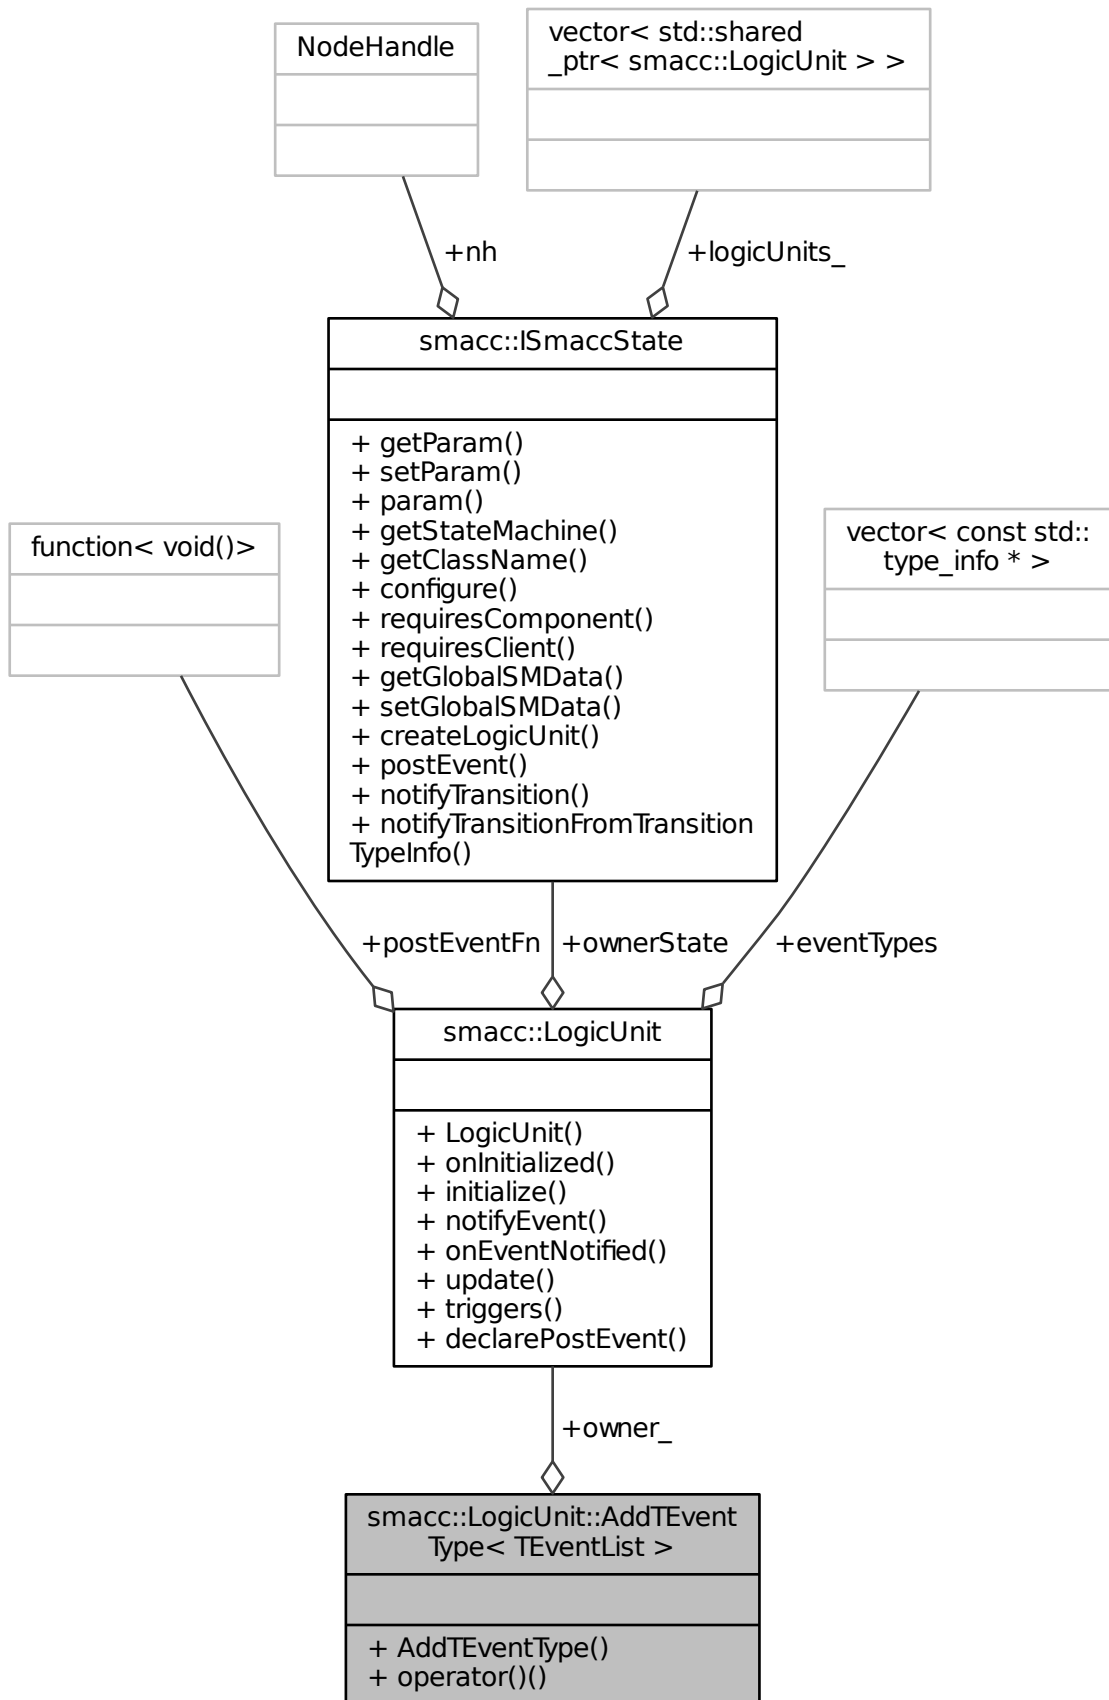 NodeHandle
vector< std::shared
_ptr< smacc::LogicUnit > >
+nh
+logicUnits_
smacc::ISmaccState
+ getParam()
+ setParam()
+ param()
+ getStateMachine()
+ getClassName()
+ configure()
+ requiresComponent()
+ requiresClient()
+ getGlobalSMData()
+ setGlobalSMData()
+ createLogicUnit()
+ postEvent()
+ notifyTransition()
+ notifyTransitionFromTransition
TypeInfo()
function< void()>
vector< const std::
type_info * >
+postEventFn
+ownerState
+eventTypes
smacc::LogicUnit
+ LogicUnit()
+ onInitialized()
+ initialize()
+ notifyEvent()
+ onEventNotified()
+ update()
+ triggers()
+ declarePostEvent()
+owner_
smacc::LogicUnit::AddTEvent
Type< TEventList >
+ AddTEventType()
+ operator()()